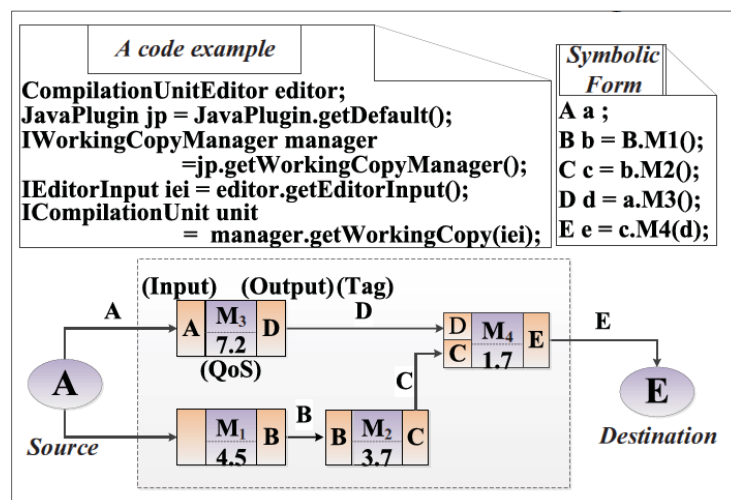 A code example
CompilationUnitEditor editor;
JavaPlugin jp = JavaPlugin.getDefault();
IWorkingCopyManager manager
=jp.getWorkingCopyManager();
IEditorInput iei = editor.getEditorInput();
ICompilationUnit unit
= manager.getWorkingCopy(iei);
Symbolic
Form
A a ;
B b = B.M1();
C c = b.M2();
D d = a.M3();
E e = c.M4(d);
(Input) (Output) (Tag)
A
A M₃ D
7.2
(QoS)
D
D M₄ E
C 1.7
E
A
Source
C
M₁ B
4.5
B
B M₂ C
3.7
E
Destination